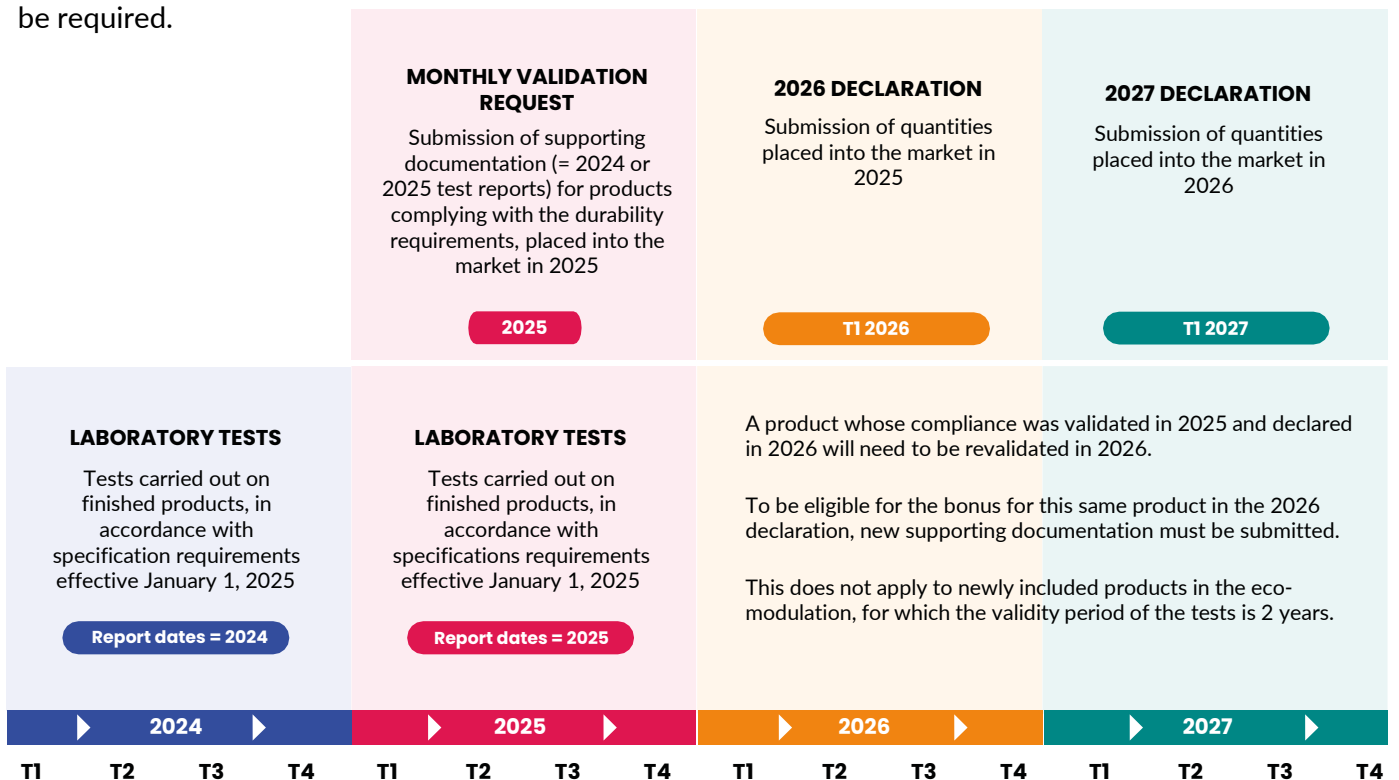 be required.
MONTHLY VALIDATION
REQUEST
Submission of supporting
documentation (= 2024 or
2025 test reports) for products
complying with the durability
requirements, placed into the
market in 2025
2025
2026 DECLARATION
Submission of quantities
placed into the market in
2025
T1 2026
2027 DECLARATION
Submission of quantities
placed into the market in
2026
T1 2027
LABORATORY TESTS
Tests carried out on
finished products, in
accordance with
specification requirements
effective January 1, 2025
Report dates = 2024
LABORATORY TESTS
Tests carried out on
finished products, in
accordance with
specifications requirements
effective January 1, 2025
Report dates = 2025
A product whose compliance was validated in 2025 and declared
in 2026 will need to be revalidated in 2026.
To be eligible for the bonus for this same product in the 2026
declaration, new supporting documentation must be submitted.
This does not apply to newly included products in the eco-
modulation, for which the validity period of the tests is 2 years.
2024 2025 2026 2027
T1 T2 T3 T4 T1 T2 T3 T4 T1 T2 T3 T4 T1 T2 T3 T4